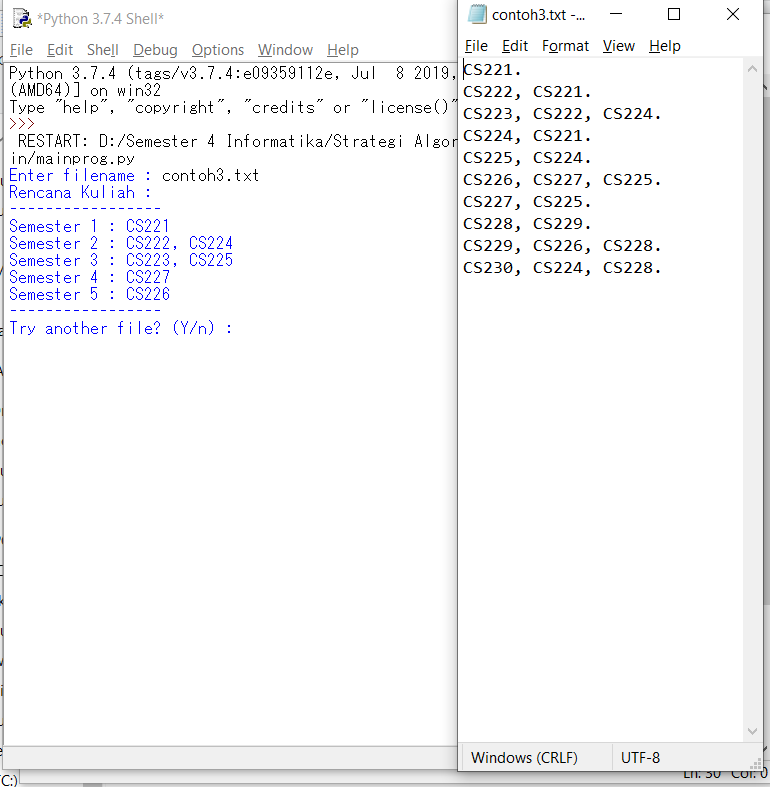 *Python 3.7.4 Shell*
File Edit Shell Debug Options Window Help
Python 3.7.4 (tags/v3.7.4:e09359112e, Jul 8 2019,
(AMD64)] on win32
Type "help", "copyright", "credits" or "license()"
>>>
RESTART: D:/Semester 4 Informatika/Strategi Algor
in/mainprog.py
Enter filename : contoh3.txt
Rencana Kuliah :
-----------------
Semester 1 : CS221
Semester 2 : CS222, CS224
Semester 3 : CS223, CS225
Semester 4 : CS227
Semester 5 : CS226
-----------------
Try another file? (Y/n) :
contoh3.txt -...
File Edit Format View Help
CS221.
CS222, CS221.
CS223, CS222, CS224.
CS224, CS221.
CS225, CS224.
CS226, CS227, CS225.
CS227, CS225.
CS228, CS229.
CS229, CS226, CS228.
CS230, CS224, CS228.
Windows (CRLF) UTF-8
C:)
Ln: 30 Col: 0